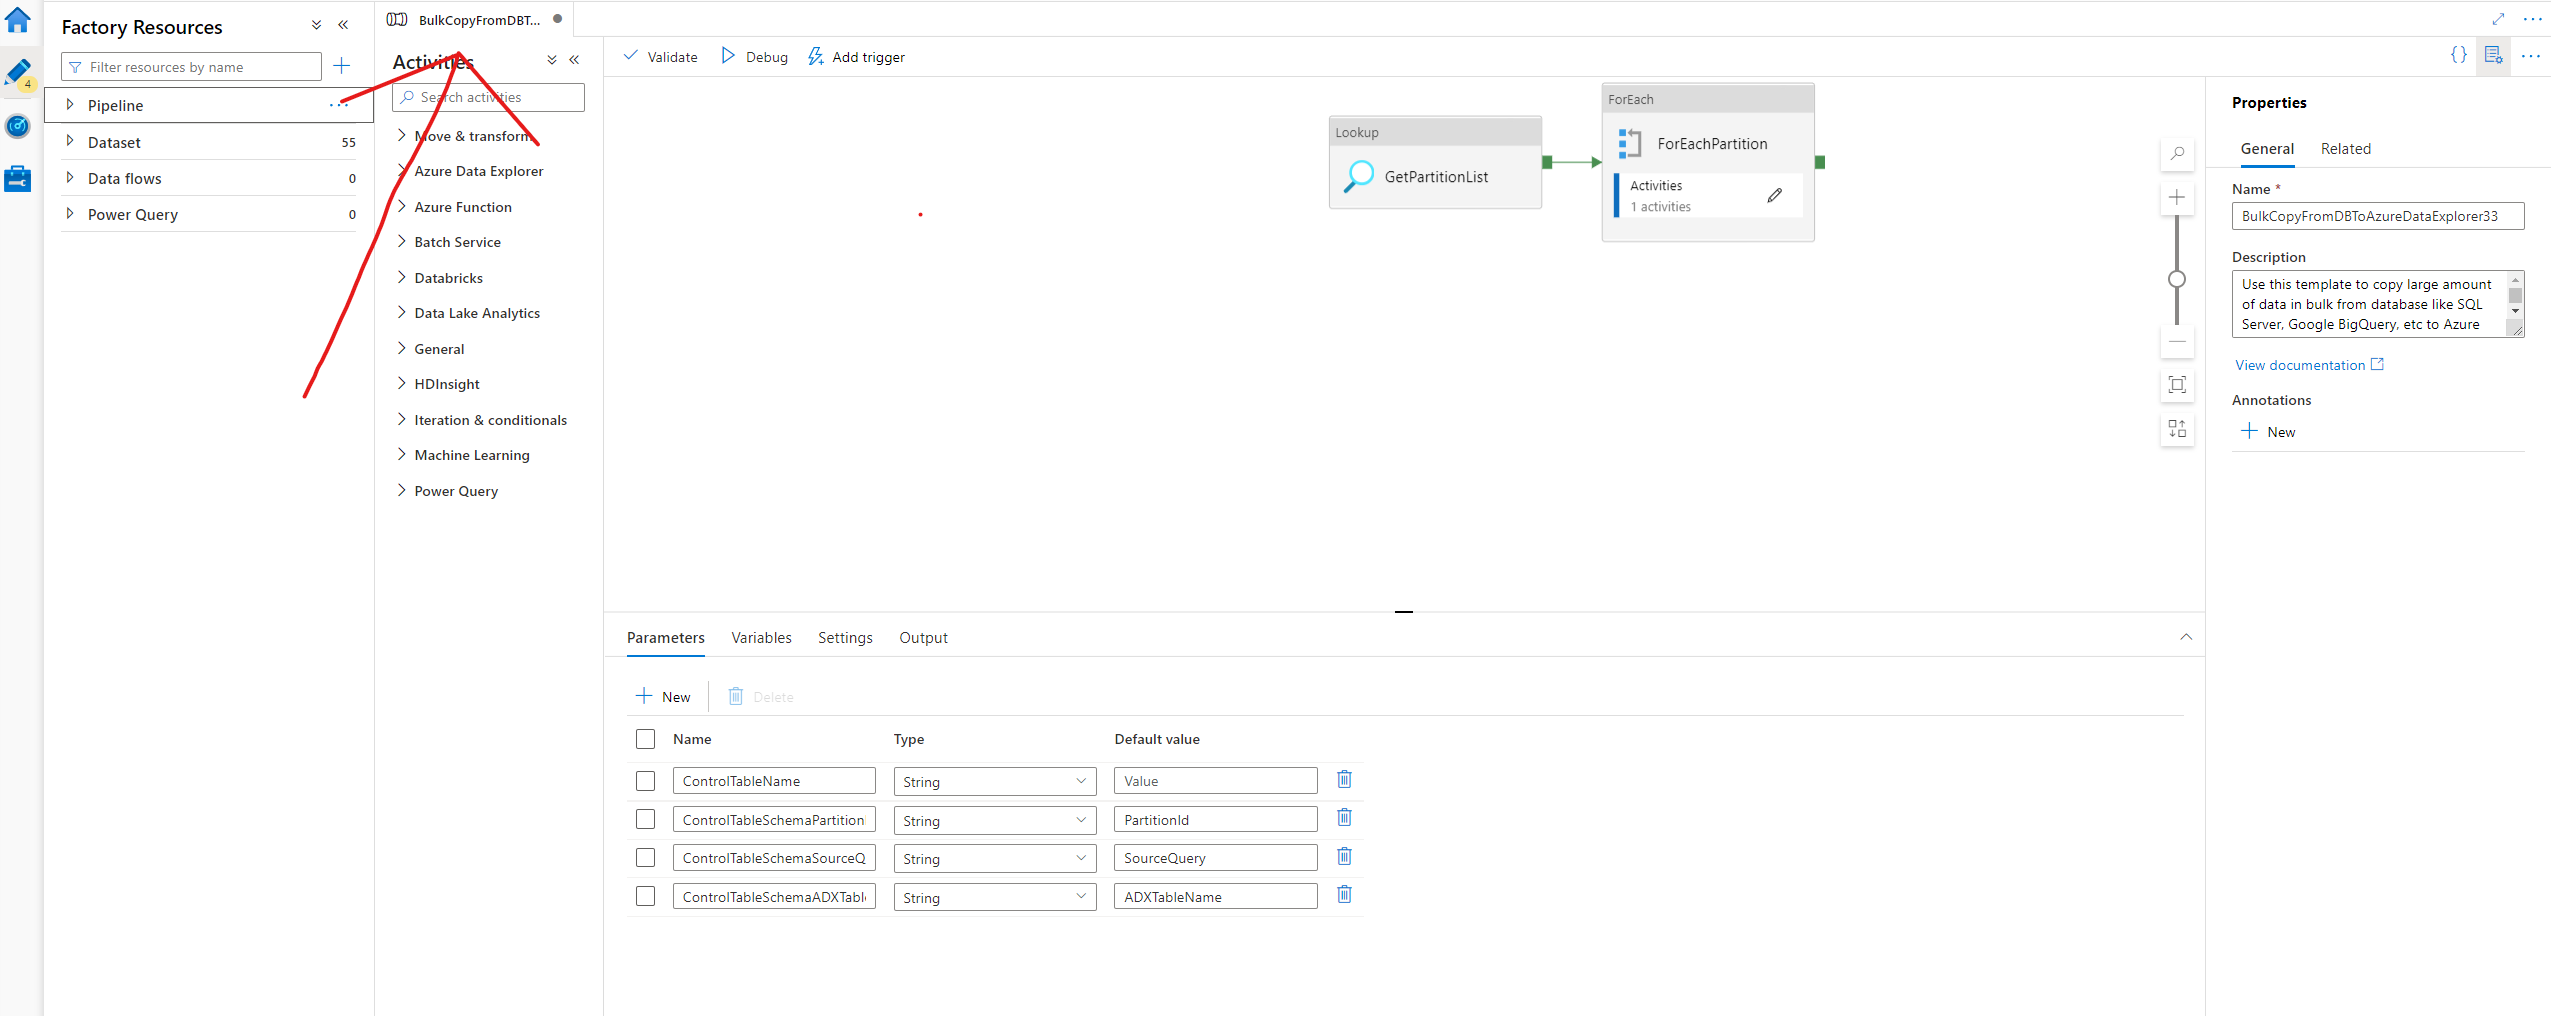 Factory Resources
Filter resources by name
4
Pipeline
Dataset 55
Data flows 0
Power Query 0
BulkCopyFromDBT...
Activities
Search activities
Move & transform
Azure Data Explorer
Azure Function
Batch Service
Databricks
Data Lake Analytics
General
HDInsight
Iteration & conditionals
Machine Learning
Power Query
Validate Debug Add trigger
Lookup
GetPartitionList
ForEach
ForEachPartition
Activities
1 activities
Parameters Variables Settings Output
New Delete
Name Type Default value
ControlTableName String Value
ControlTableSchemaPartition String PartitionId
ControlTableSchemaSourceQ String SourceQuery
ControlTableSchemaADXTabl String ADXTableName
{}
Properties
General Related
Name *
BulkCopyFromDBToAzureDataExplorer33
Description
Use this template to copy large amount
of data in bulk from database like SQL
Server, Google BigQuery, etc to Azure
View documentation
Annotations
New